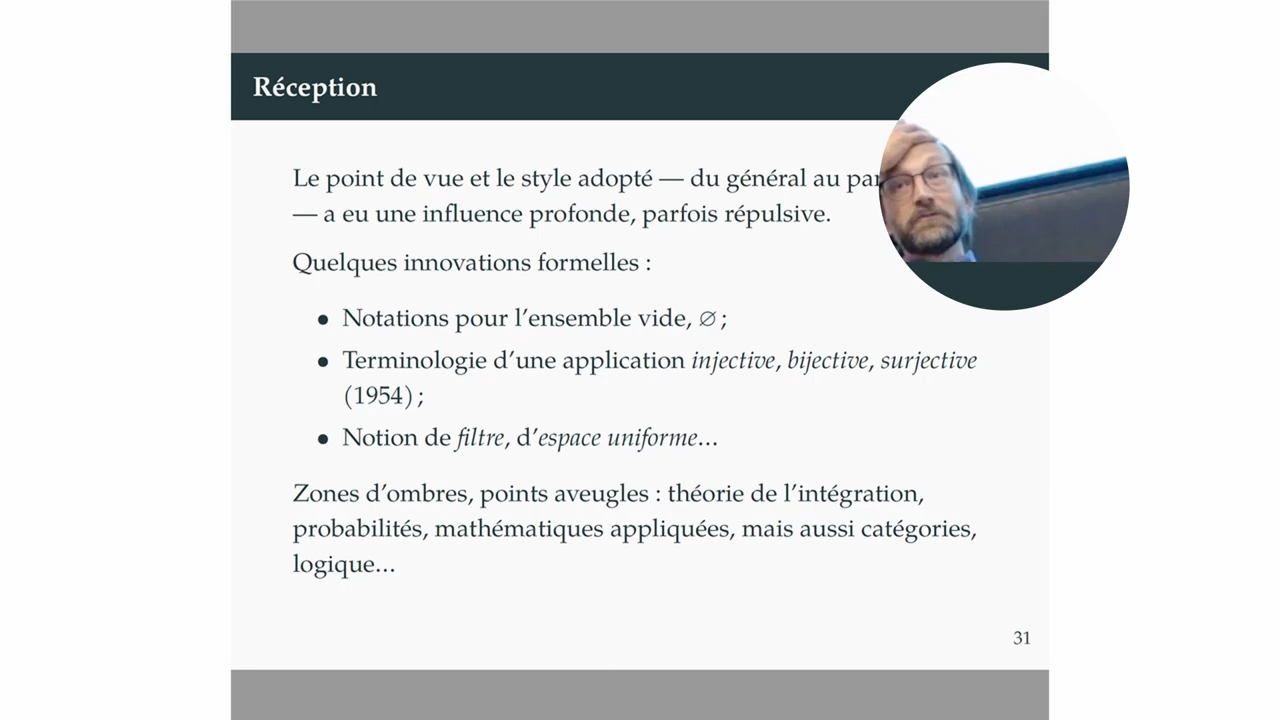 Réception
Le point de vue et le style adopté — du général au
— a eu une influence profonde, parfois répulsive.
Quelques innovations formelles :
• Notations pour l'ensemble vide, ∅ ;
• Terminologie d'une application injective, bijective, surjective
(1954) ;
• Notion de filtre, d'espace uniforme...
Zones d'ombres, points aveugles : théorie de l'intégration,
probabilités, mathématiques appliquées, mais aussi catégories,
logique...
31